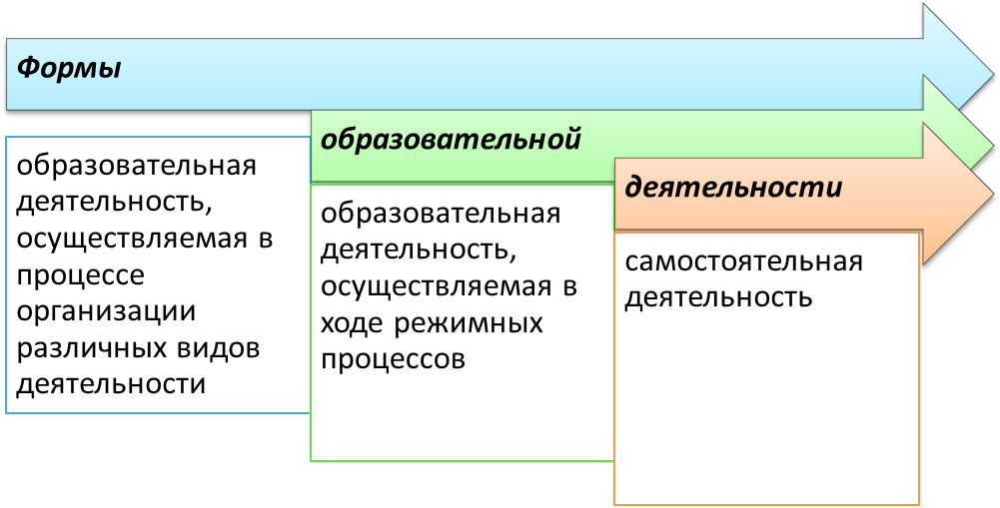 Формы
образовательной
деятельности
образовательная
деятельность,
осуществляемая в
процессе
организации
различных видов
деятельности
образовательная
деятельность,
осуществляемая в
ходе режимных
процессов
самостоятельная
деятельность